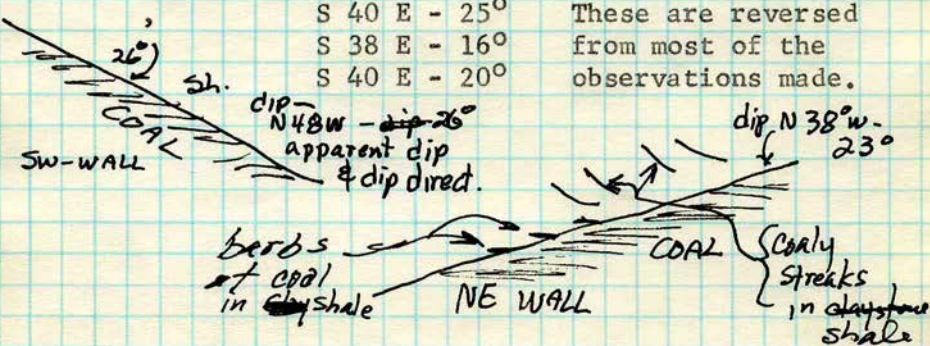 S 40 E - 25° These are reversed
S 38 E - 16° from most of the
S 40 E - 20° observations made.
26°)
sh.
COAL
SW-WALL
dip-
N48W - dip 26°
apparent dip
& dip direct.
dip N 38°W-
23°
berbs
of coal
in shale
NE WALL
COAL
Coaly
Streaks
in claystone
shale